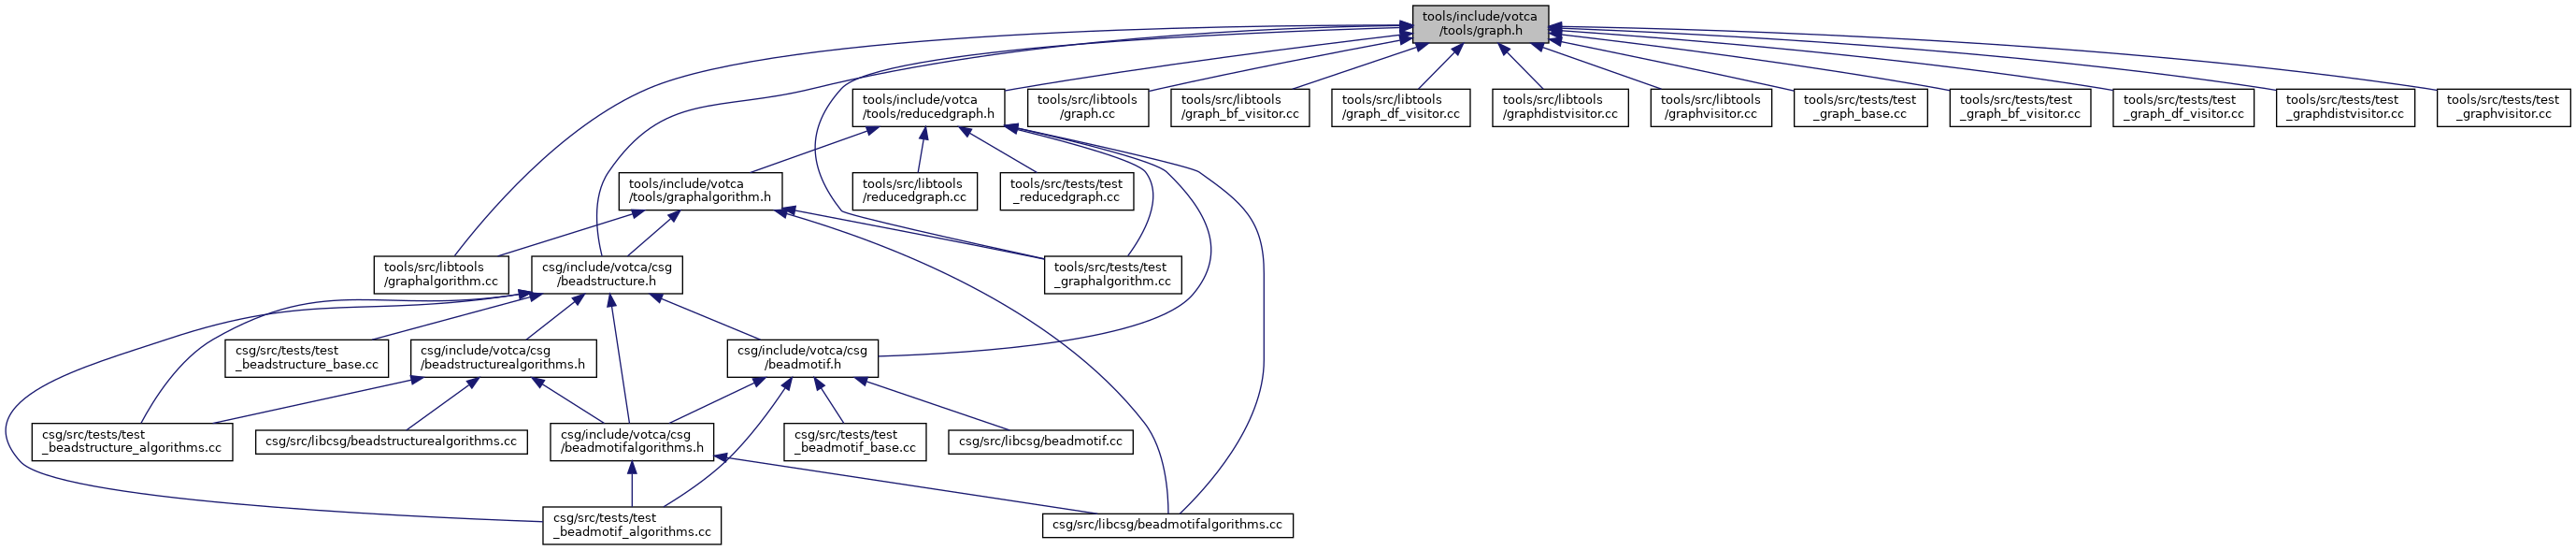 tools/include/votca
/tools/graph.h
tools/include/votca
/tools/reducedgraph.h
tools/src/libtools
/graph.cc
tools/src/libtools
/graph_bf_visitor.cc
tools/src/libtools
/graph_df_visitor.cc
tools/src/libtools
/graphdistvisitor.cc
tools/src/libtools
/graphvisitor.cc
tools/src/tests/test
_graph_base.cc
tools/src/tests/test
_graph_bf_visitor.cc
tools/src/tests/test
_graph_df_visitor.cc
tools/src/tests/test
_graphdistvisitor.cc
tools/src/tests/test
_graphvisitor.cc
tools/include/votca
/tools/graphalgorithm.h
tools/src/libtools
/reducedgraph.cc
tools/src/tests/test
_reducedgraph.cc
tools/src/libtools
/graphalgorithm.cc
csg/include/votca/csg
/beadstructure.h
tools/src/tests/test
_graphalgorithm.cc
csg/src/tests/test
_beadstructure_base.cc
csg/include/votca/csg
/beadstructurealgorithms.h
csg/include/votca/csg
/beadmotif.h
csg/src/tests/test
_beadstructure_algorithms.cc
csg/src/libcsg/beadstructurealgorithms.cc
csg/include/votca/csg
/beadmotifalgorithms.h
csg/src/tests/test
_beadmotif_base.cc
csg/src/libcsg/beadmotif.cc
csg/src/tests/test
_beadmotif_algorithms.cc
csg/src/libcsg/beadmotifalgorithms.cc